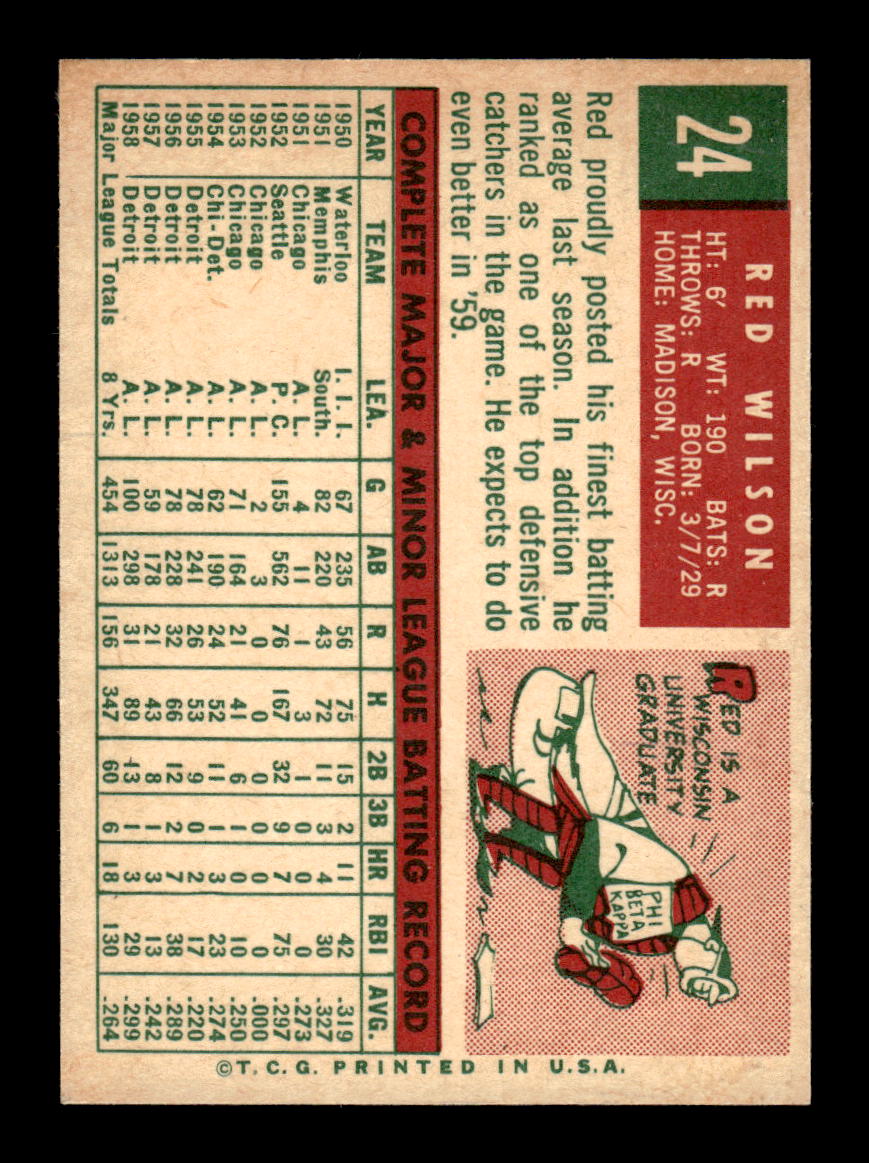 24
RED WILSON
HT: 6' WT: 190 BATS: R
THROWS: R BORN: 3/7/29
HOME: MADISON, WISC.
Red proudly posted his finest batting
average last season. In addition he
ranked as one of the top defensive
catchers in the game. He expects to do
even better in '59.
RED IS A
WISCONSIN
UNIVERSITY
GRADUATE
PHI
BETA
KAPPA
COMPLETE MAJOR & MINOR LEAGUE BATTING RECORD
YEAR TEAM LEA. G AB R H 2B 3B HR RBI AVG.
1950 Waterloo I. I. I. 67 235 56 75 15 2 11 42 .319
1951 Memphis South. 82 220 43 72 11 3 4 30 .327
1951 Chicago A. L. 4 11 1 3 1 0 0 0 .273
1952 Seattle P. C. 155 562 76 167 32 9 7 75 .297
1952 Chicago A. L. 2 3 0 0 0 0 0 0 .000
1953 Chicago A. L. 71 164 21 41 6 1 0 10 .250
1954 Chi-Det. A. L. 62 190 24 52 11 1 3 23 .274
1955 Detroit A. L. 78 241 26 53 9 0 2 17 .220
1956 Detroit A. L. 78 228 32 66 12 2 7 38 .289
1957 Detroit A. L. 59 178 21 43 8 1 3 13 .242
1958 Detroit A. L. 100 298 31 89 13 1 3 29 .299
Major League Totals 8 Yrs. 454 1313 156 347 60 6 18 130 .264
©T.C.G. PRINTED IN U.S.A.